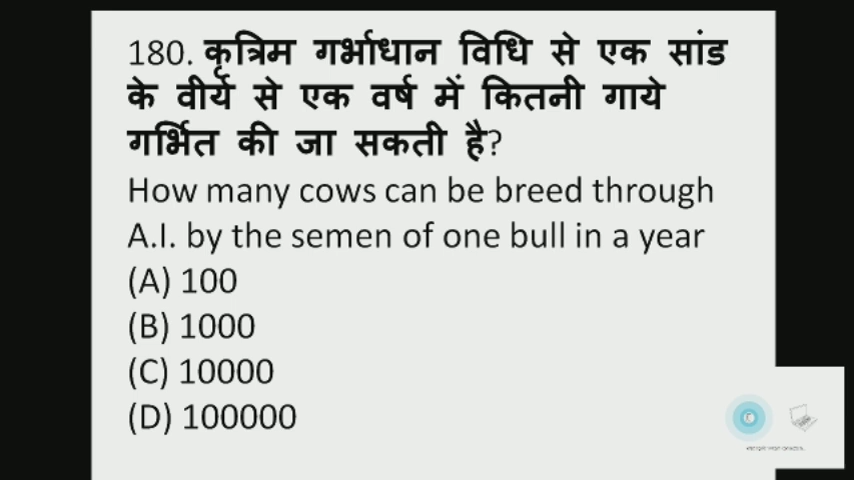 180. कृत्रिम गर्भाधान विधि से एक सांड
के वीर्य से एक वर्ष में कितनी गाये
गर्भित की जा सकती है?
How many cows can be breed through
A.I. by the semen of one bull in a year
(A) 100
(B) 1000
(C) 10000
(D) 100000